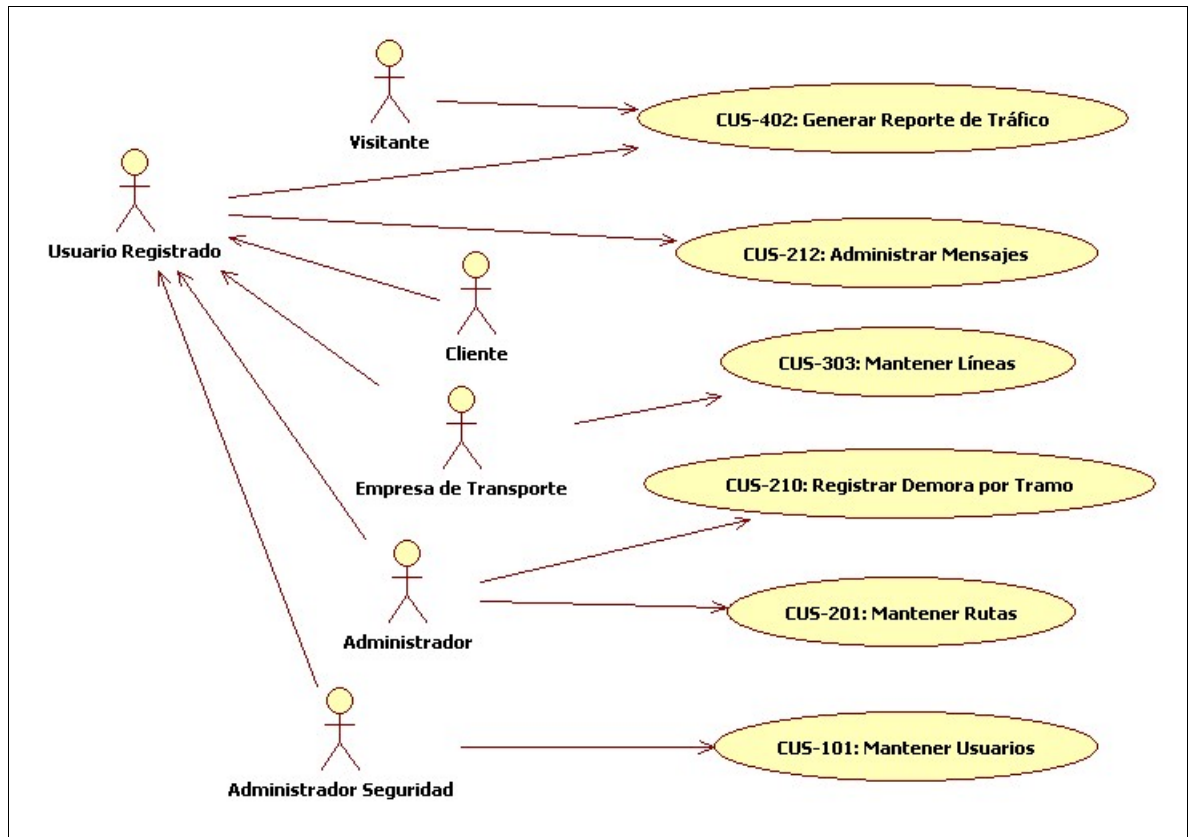 Visitante
CUS-402: Generar Reporte de Tráfico
Usuario Registrado
CUS-212: Administrar Mensajes
Cliente
CUS-303: Mantener Líneas
Empresa de Transporte
CUS-210: Registrar Demora por Tramo
Administrador
CUS-201: Mantener Rutas
Administrador Seguridad
CUS-101: Mantener Usuarios